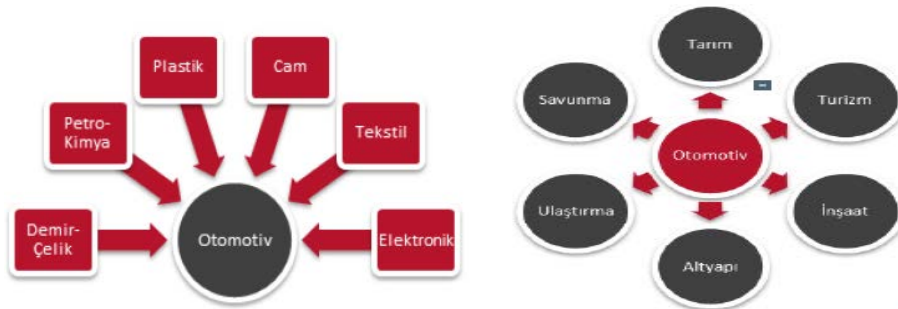 Plastik
Cam
Petro-
Kimya
Tekstil
Demir-
Çelik
Otomotiv
Elektronik
Tarım
Savunma
Turizm
Otomotiv
Ulaştırma
İnşaat
Altyapı